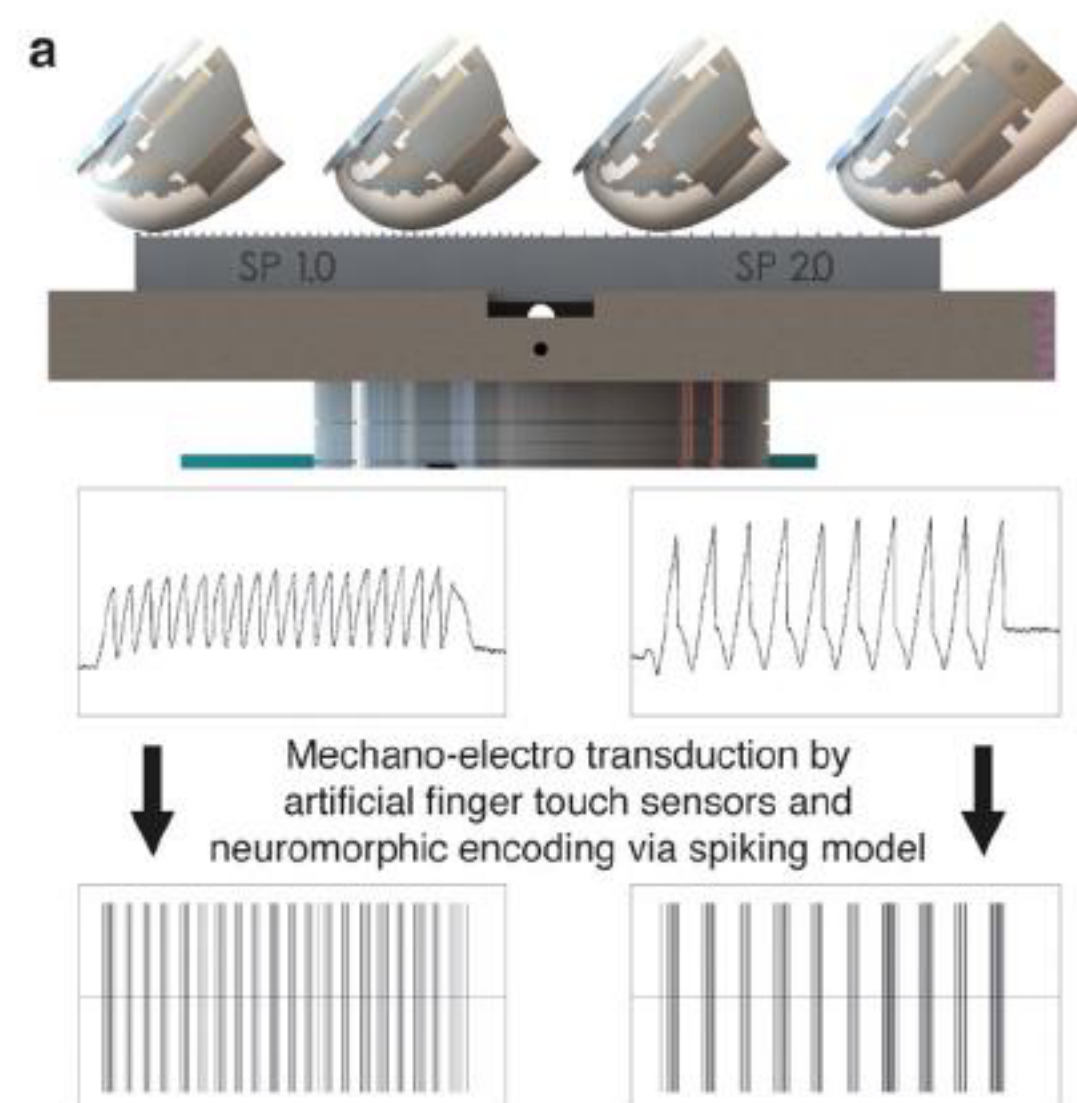 a
SP 1.0
SP 2.0
Mechano-electro transduction by
artificial finger touch sensors and
neuromorphic encoding via spiking model